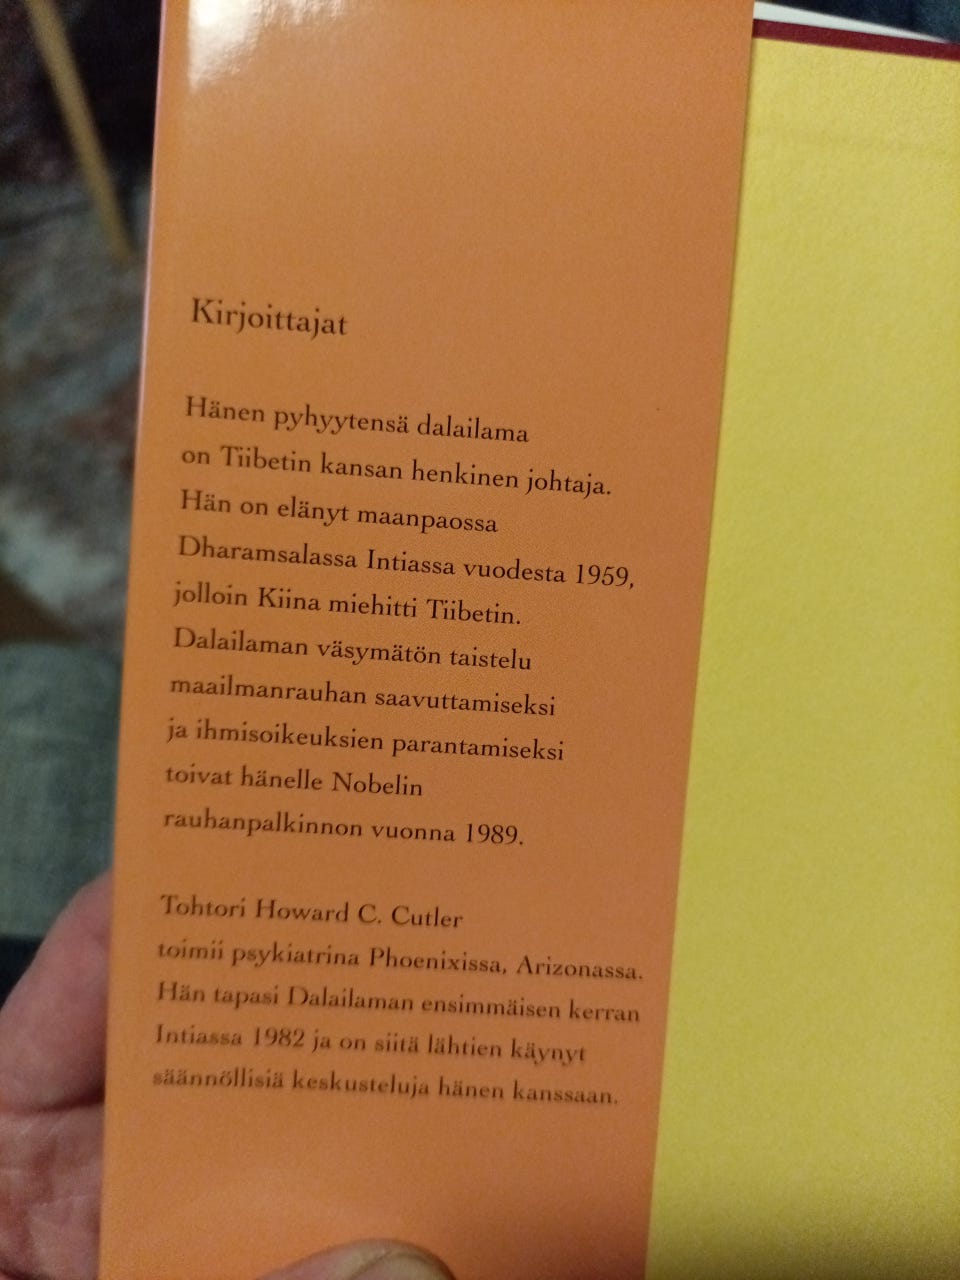 Kirjoittajat
Hänen pyhyytensä dalailama
on Tiibetin kansan henkinen johtaja.
Hän on elänyt maanpaossa
Dharamsalassa Intiassa vuodesta 1959,
jolloin Kiina miehitti Tiibetin.
Dalailaman väsymätön taistelu
maailmanrauhan saavuttamiseksi
ja ihmisoikeuksien parantamiseksi
toivat hänelle Nobelin
rauhanpalkinnon vuonna 1989.
Tohtori Howard C. Cutler
toimii psykiatrina Phoenixissa, Arizonassa.
Hän tapasi Dalailaman ensimmäisen kerran
Intiassa 1982 ja on siitä lähtien käynyt
säännöllisiä keskusteluja hänen kanssaan.